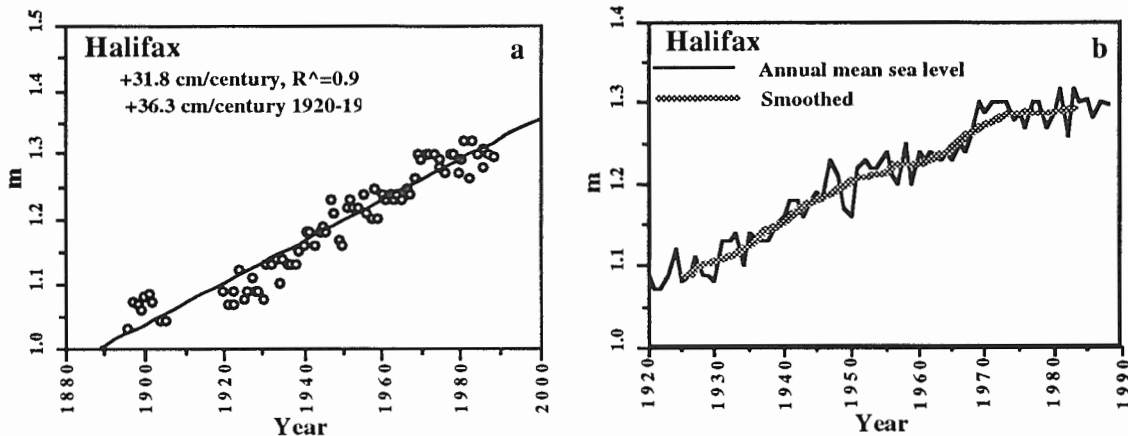 Halifax
a
+31.8 cm/century, R^=0.9
+36.3 cm/century 1920-19
m
1.5
1.4
1.3
1.2
1.1
1.0
1880
1900
1920
1940
1960
1980
2000
Year
Halifax
b
Annual mean sea level
Smoothed
m
1.4
1.3
1.2
1.1
1.0
1920
1930
1940
1950
1960
1970
1980
1990
Year